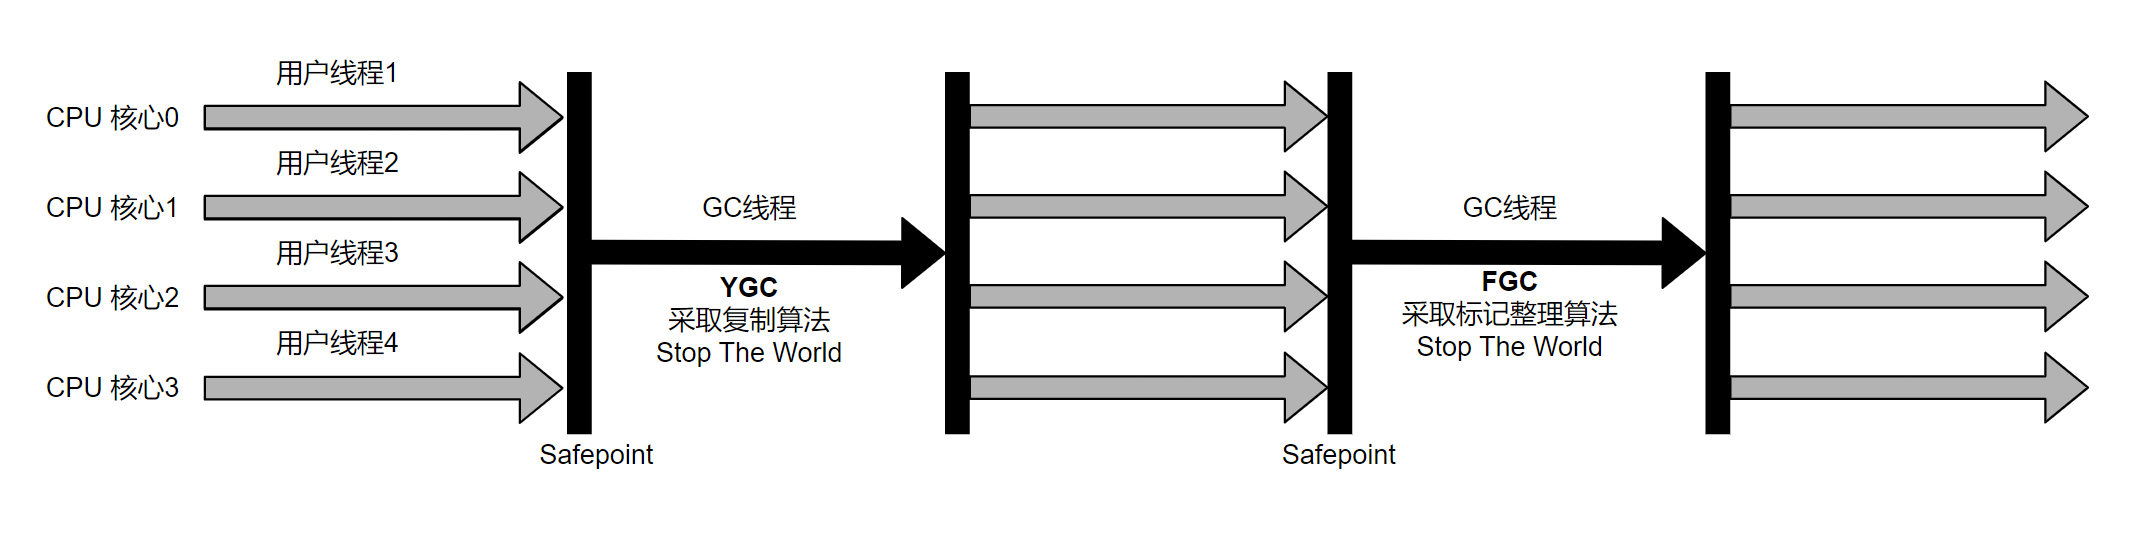 用户线程1
CPU 核心0
用户线程2
CPU 核心1
用户线程3
CPU 核心2
用户线程4
CPU 核心3
Safepoint
GC线程
YGC
采取复制算法
Stop The World
Safepoint
GC线程
FGC
采取标记整理算法
Stop The World